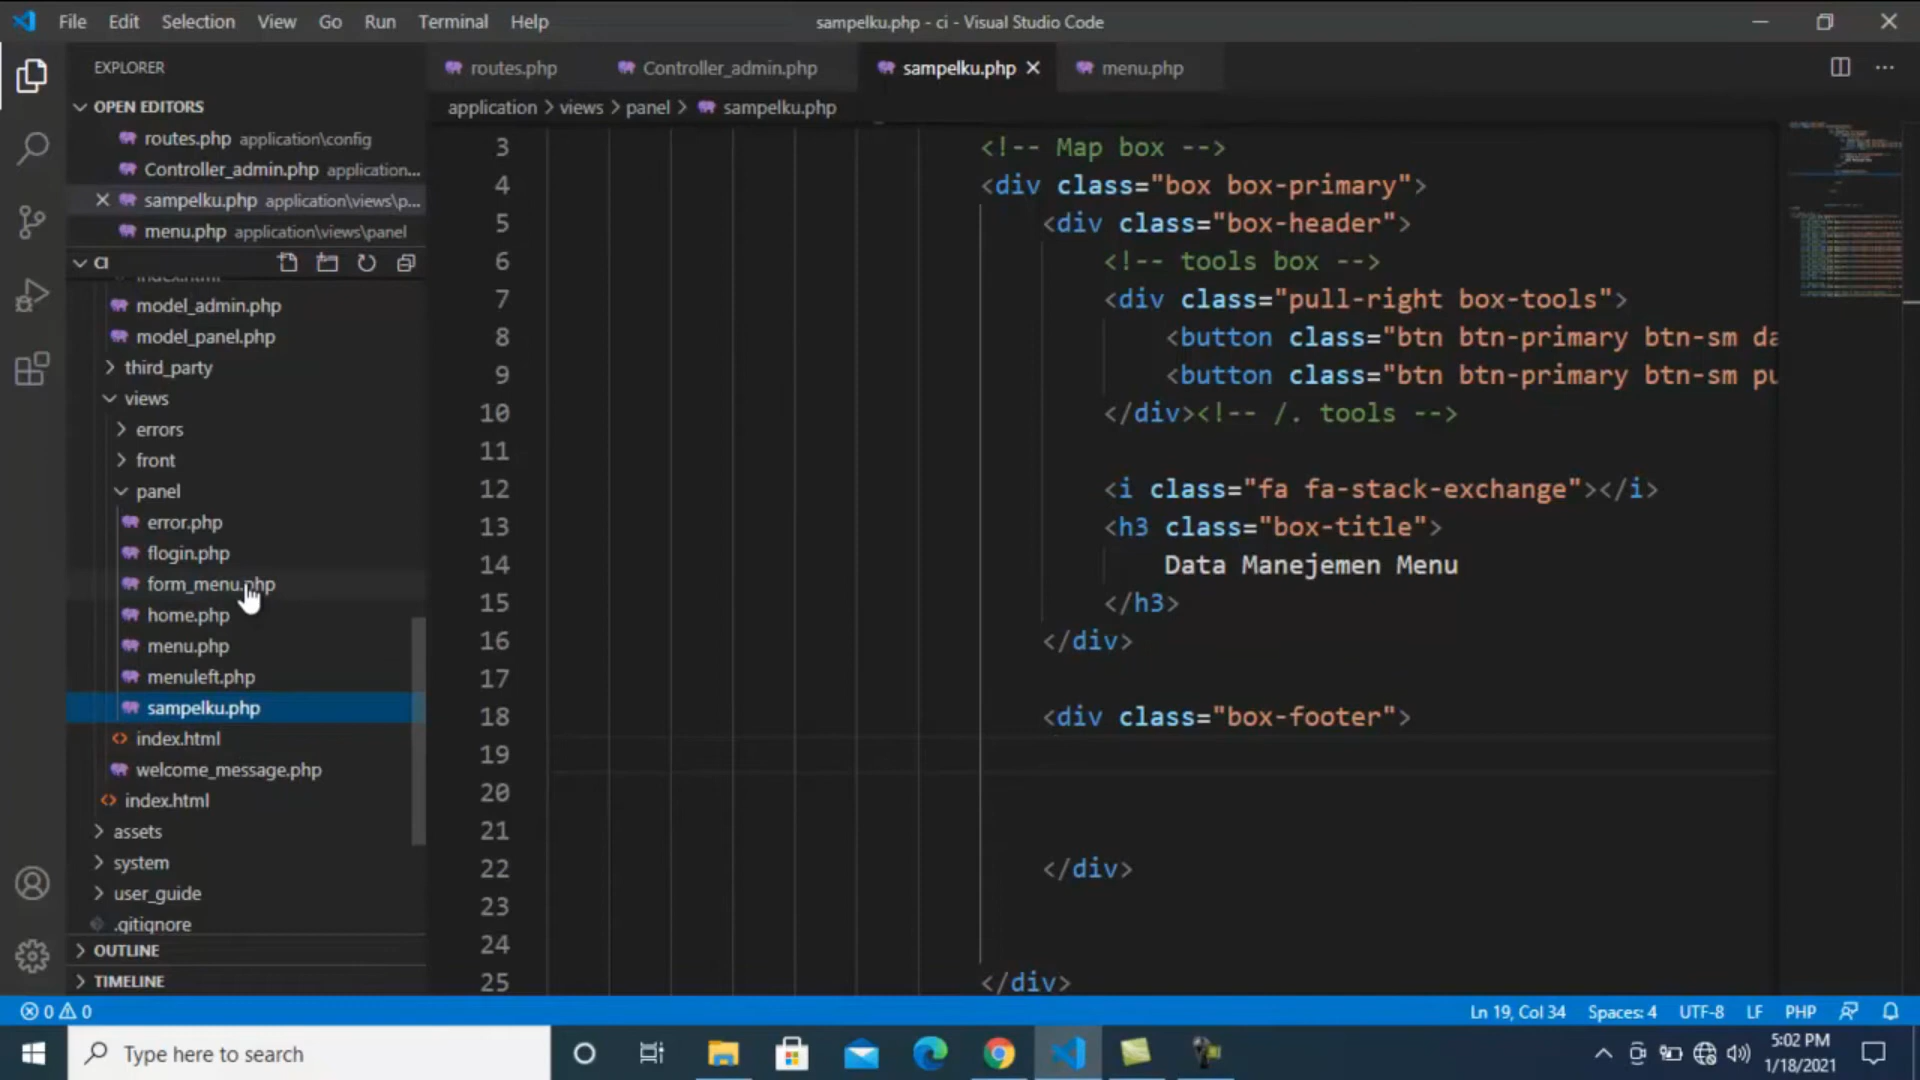 File Edit Selection View Go Run Terminal Help
sampelku.php - ci - Visual Studio Code
EXPLORER
OPEN EDITORS
routes.php application\config
Controller_admin.php application...
sampelku.php application\views\p...
menu.php application\views\panel
CI
index.html
model_admin.php
model_panel.php
third_party
views
errors
front
panel
error.php
flogin.php
form_menu.php
home.php
menu.php
menuleft.php
sampelku.php
index.html
welcome_message.php
index.html
assets
system
user_guide
.gitignore
OUTLINE
TIMELINE
routes.php Controller_admin.php sampelku.php menu.php
application > views > panel > sampelku.php
3 <!-- Map box -->
4 <div class="box box-primary">
5 <div class="box-header">
6 <!-- tools box -->
7 <div class="pull-right box-tools">
8 <button class="btn btn-primary btn-sm da
9 <button class="btn btn-primary btn-sm pu
10 </div><!-- /. tools -->
11
12 <i class="fa fa-stack-exchange"></i>
13 <h3 class="box-title">
14 Data Manejemen Menu
15 </h3>
16 </div>
17
18 <div class="box-footer">
19
20
21
22 </div>
23
24
25 </div>
0 0
Ln 19, Col 34 Spaces: 4 UTF-8 LF PHP
Type here to search
5:02 PM
1/18/2021